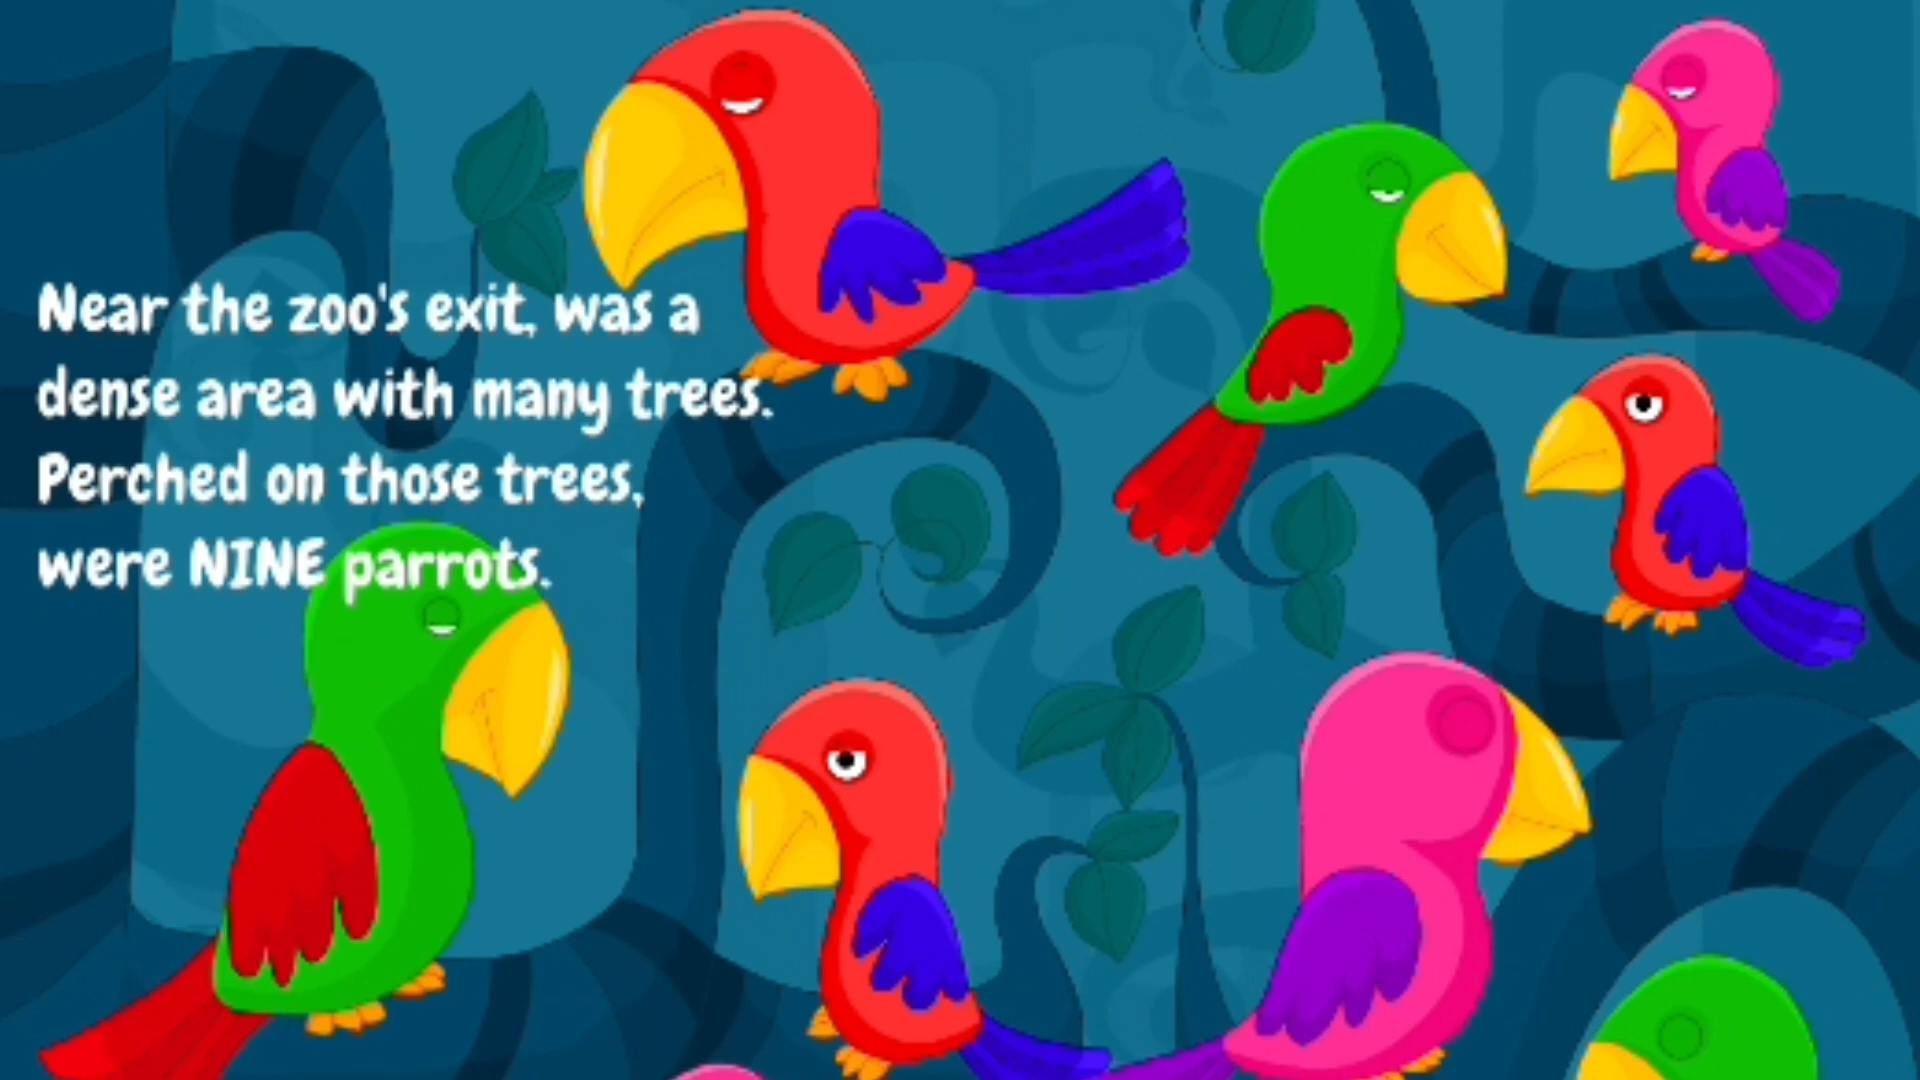 Near the zoo's exit, was a
dense area with many trees.
Perched on those trees,
were NINE parrots.